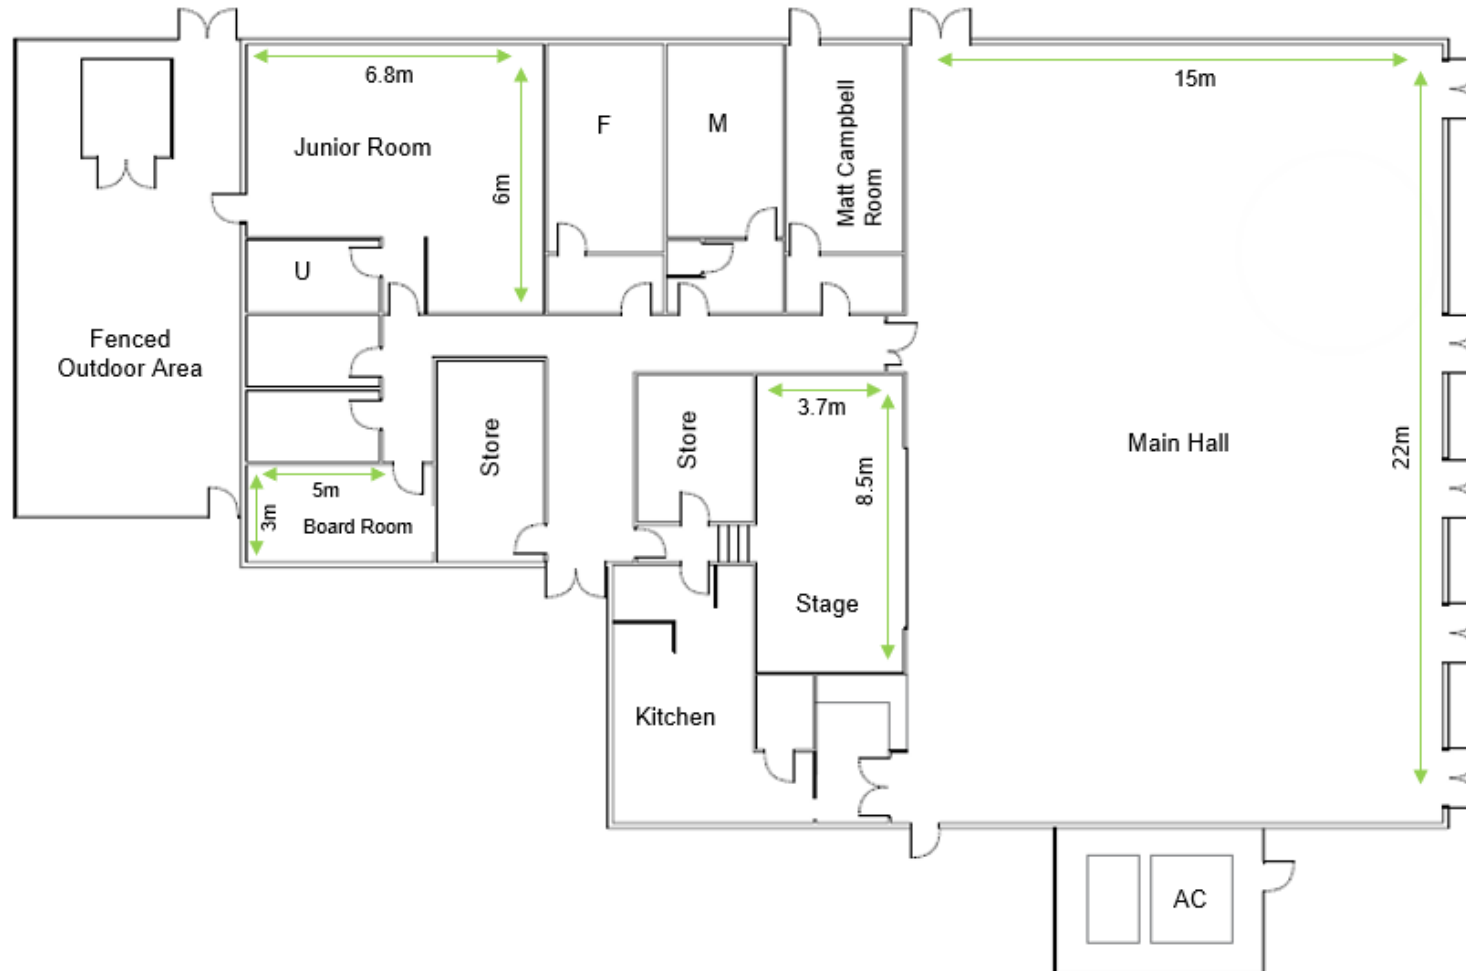 6.8m
15m
F
M
Junior Room
6m
Matt Campbell
Room
U
Fenced
Outdoor Area
3.7m
Store
Store
8.5m
Main Hall
22m
5m
3m
Board Room
Stage
Kitchen
AC